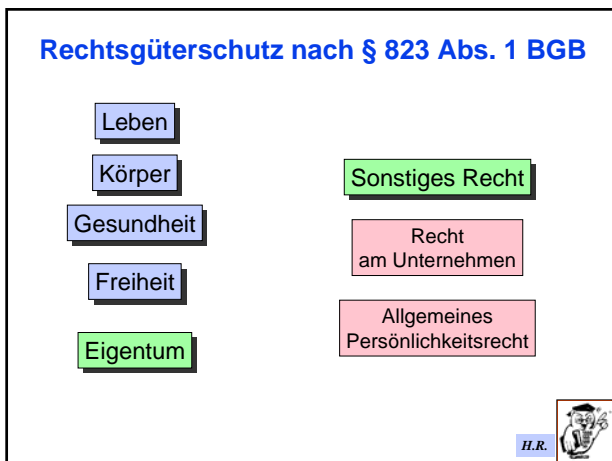 Rechtsgüterschutz nach § 823 Abs. 1 BGB
Leben
Körper
Gesundheit
Freiheit
Eigentum
Sonstiges Recht
Recht
am Unternehmen
Allgemeines
Persönlichkeitsrecht
H.R.